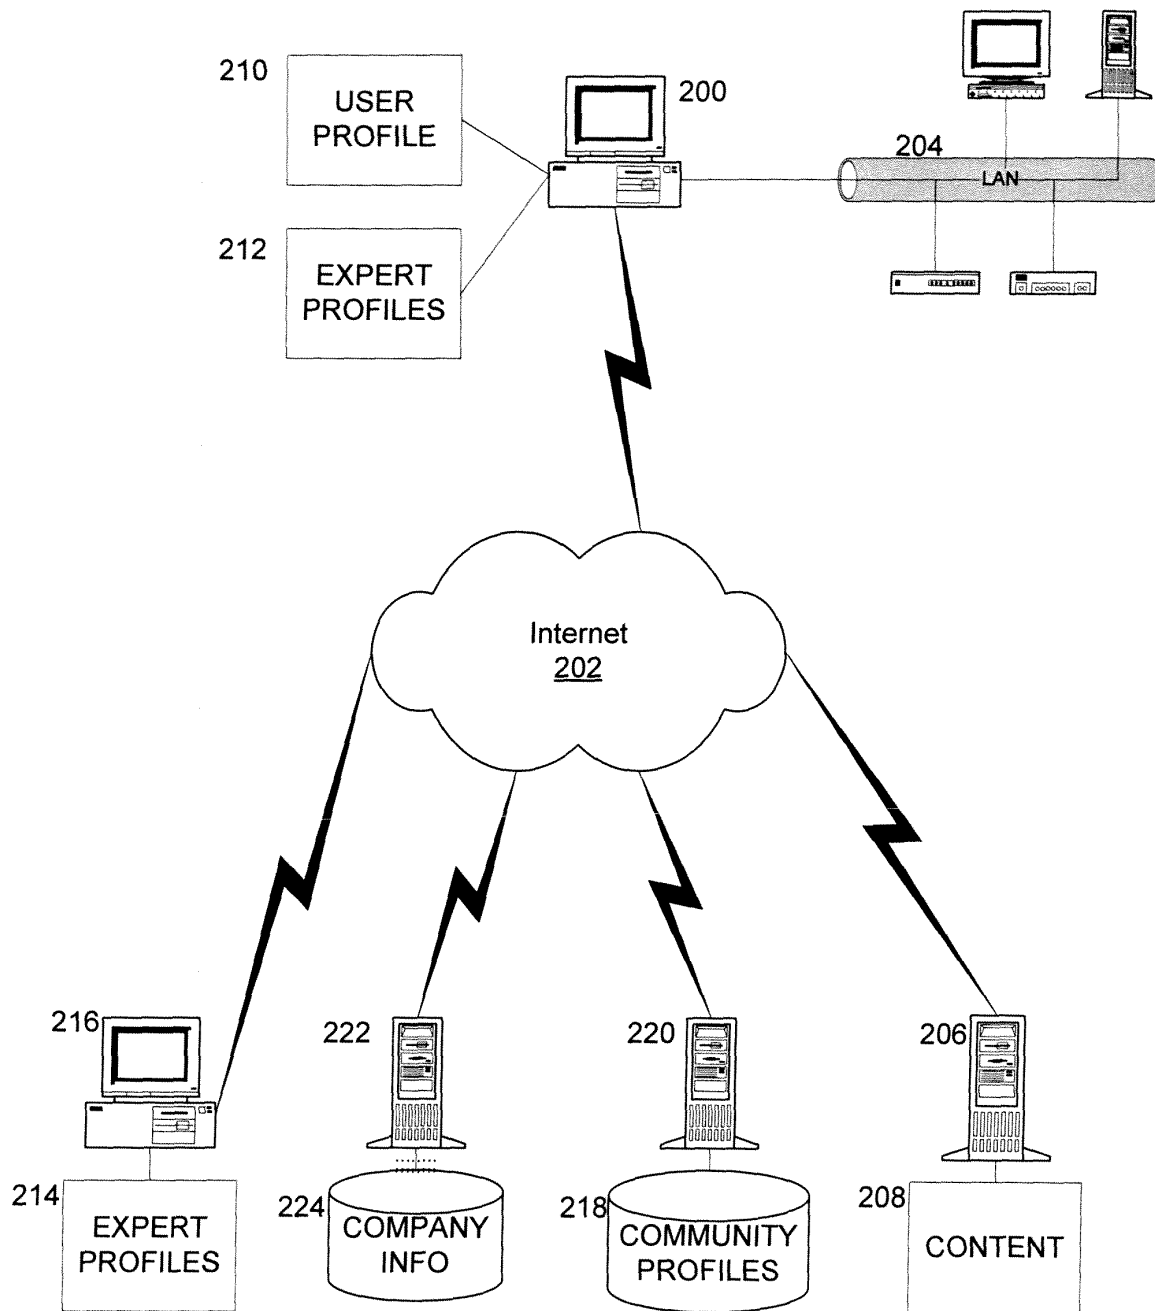 210
USER
PROFILE
200
204
LAN
212
EXPERT
PROFILES
Internet
202
216
222
220
206
214
EXPERT
PROFILES
224
COMPANY
INFO
218
COMMUNITY
PROFILES
208
CONTENT